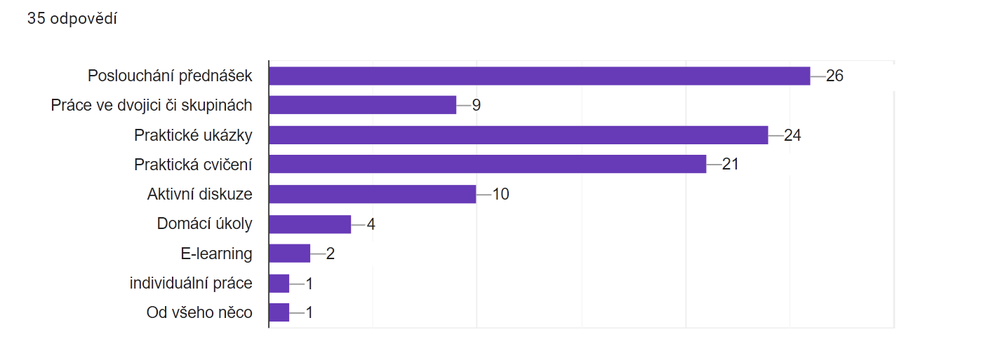 35 odpovědí
Poslouchání přednášek 26
Práce ve dvojici či skupinách 9
Praktické ukázky 24
Praktická cvičení 21
Aktivní diskuze 10
Domácí úkoly 4
E-learning 2
individuální práce 1
Od všeho něco 1